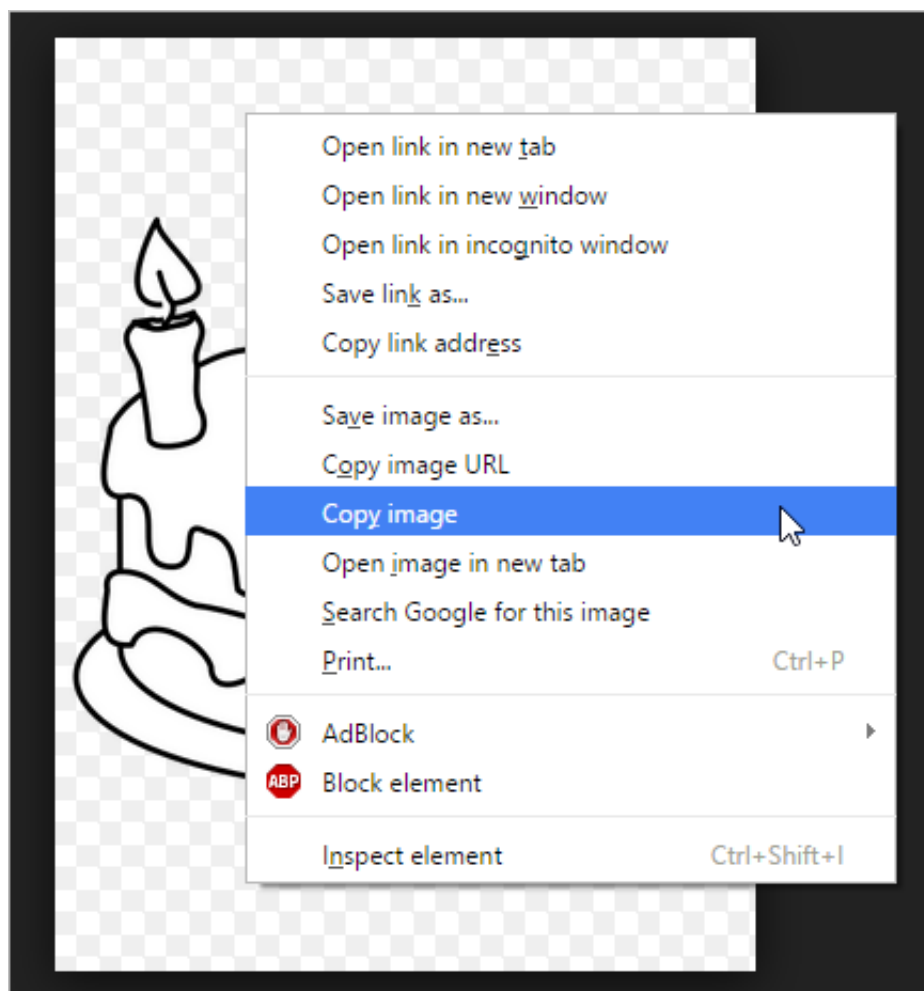 Open link in new tab
Open link in new window
Open link in incognito window
Save link as...
Copy link address
Save image as...
Copy image URL
Copy image
Open image in new tab
Search Google for this image
Print... Ctrl+P
AdBlock
ABP Block element
Inspect element Ctrl+Shift+I